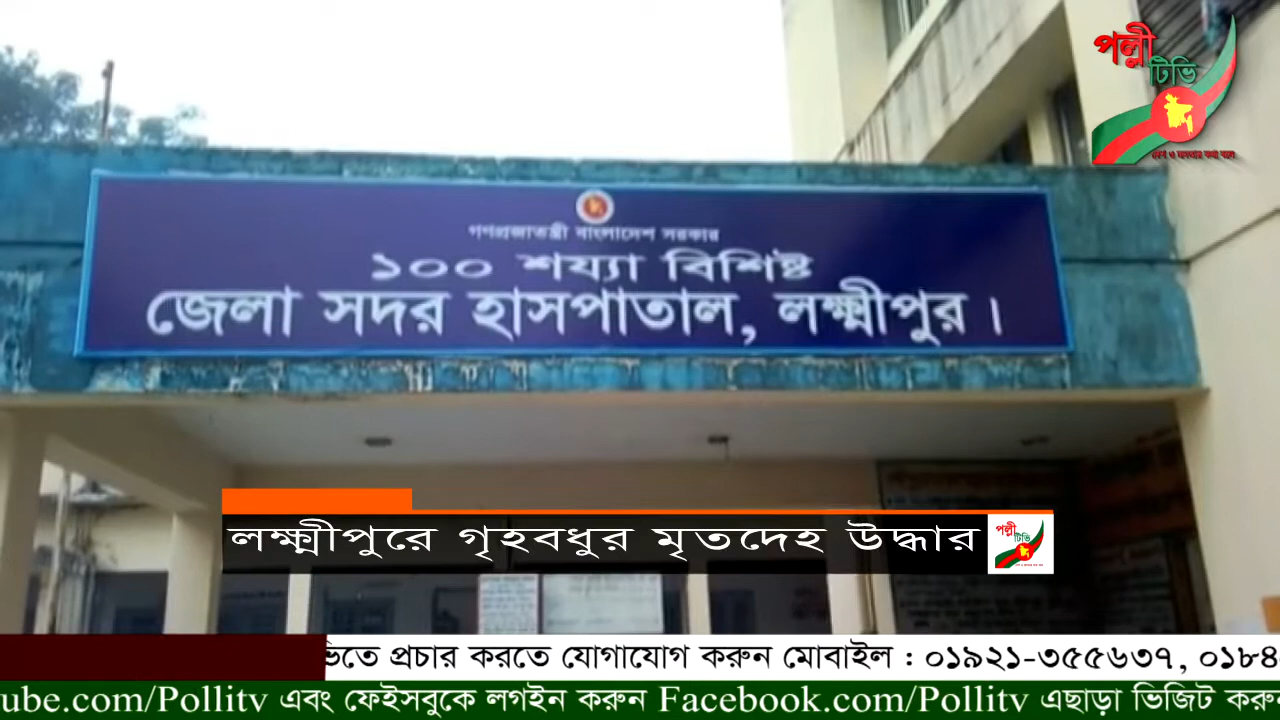 পল্লী
টিভি
গণপ্রজাতন্ত্রী বাংলাদেশ সরকার
১০০ শয্যা বিশিষ্ট
জেলা সদর হাসপাতাল, লক্ষ্মীপুর।
লক্ষ্মীপুরে গৃহবধুর মৃতদেহ উদ্ধার
পল্লী
টিভি
ভিতে প্রচার করতে যোগাযোগ করুন মোবাইল : ০১৯২১-৩৫৫৬৩৭, ০১৮৪
ube.com/Pollitv এবং ফেইসবুকে লগইন করুন Facebook.com/Pollitv এছাড়া ভিজিট করু